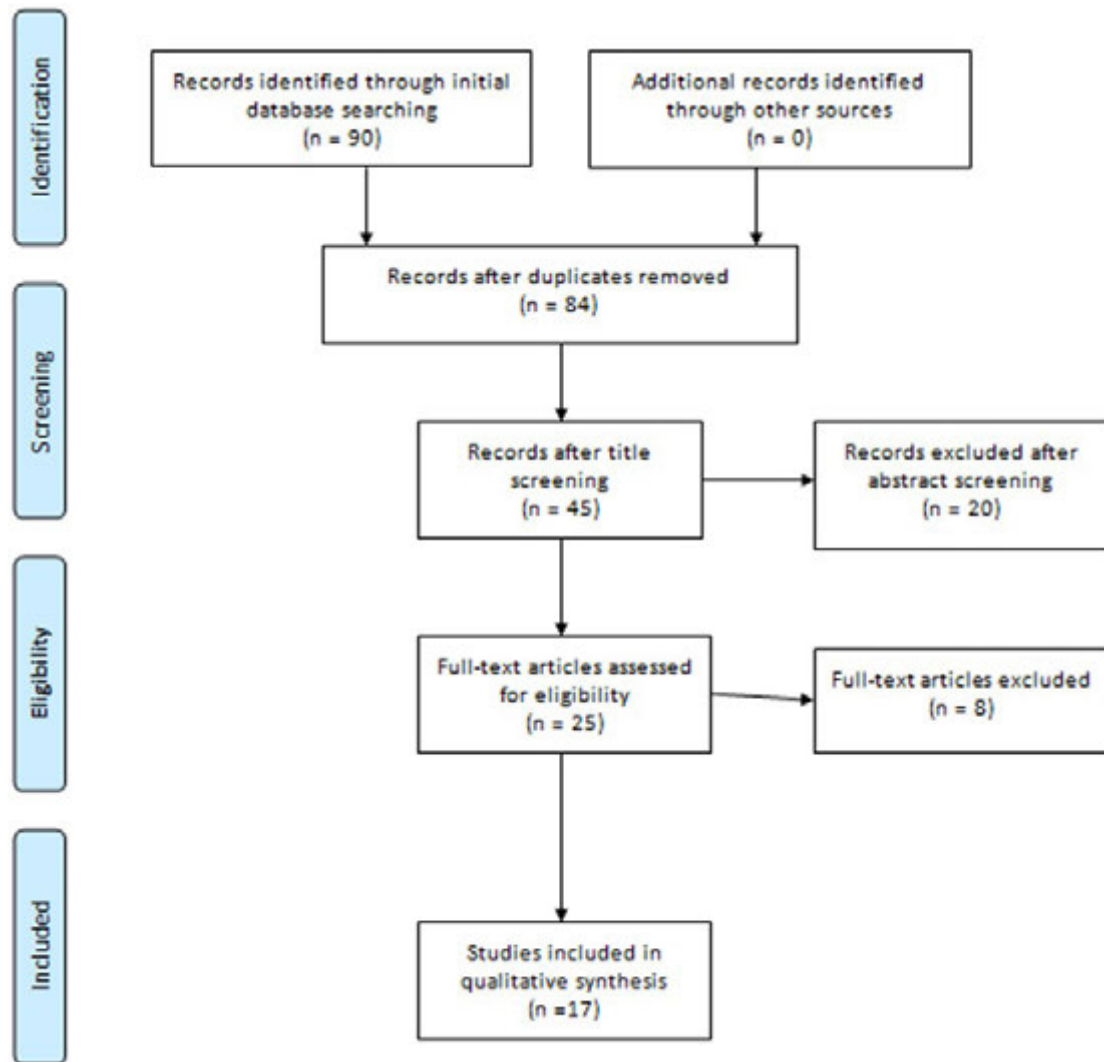 Identification
Records identified through initial
database searching
(n = 90)
Additional records identified
through other sources
(n = 0)
Records after duplicates removed
(n = 84)
Screening
Records after title
screening
(n = 45)
Records excluded after
abstract screening
(n = 20)
Eligibility
Full-text articles assessed
for eligibility
(n = 25)
Full-text articles excluded
(n = 8)
Included
Studies included in
qualitative synthesis
(n =17)